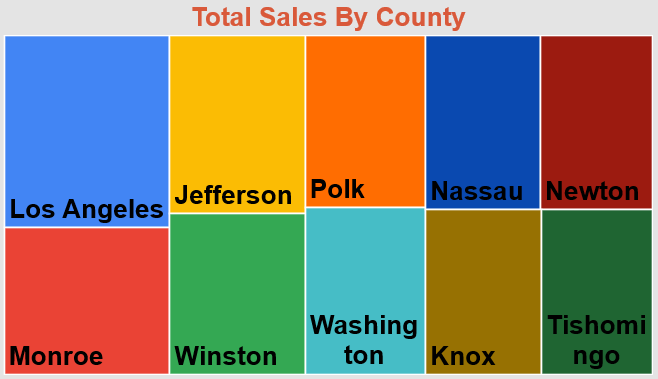 Total Sales By County
Los Angeles
Jefferson
Polk
Nassau
Newton
Monroe
Winston
Washing
ton
Knox
Tishomi
ngo